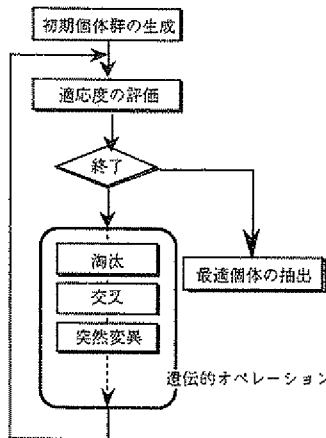 初期個体群の生成
適応度の評価
終了
淘汰
交叉
突然変異
最適個体の抽出
遺伝的オペレーション